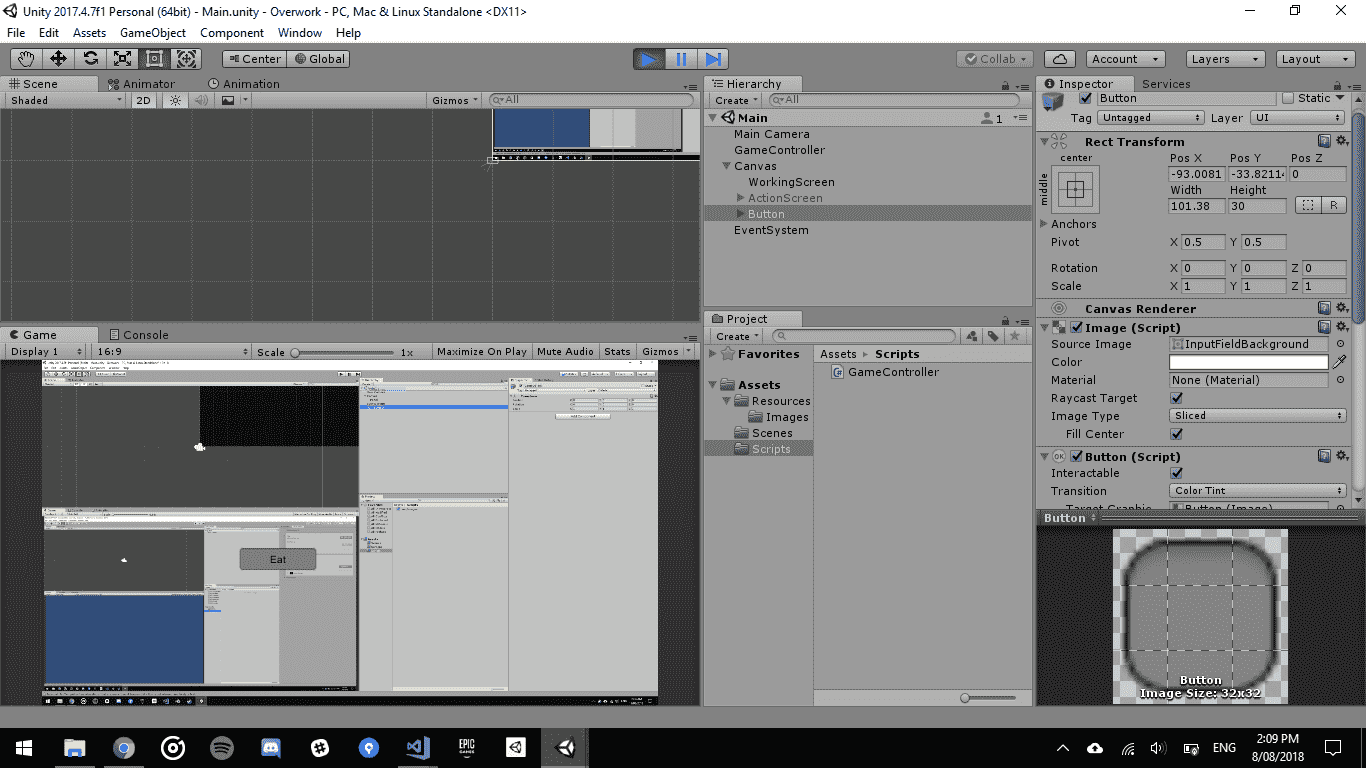 Unity 2017.4.7f1 Personal (64bit) - Main.unity - Overwork - PC, Mac & Linux Standalone <DX11>
File Edit Assets GameObject Component Window Help
Center Global Collab Account Layers Layout
Scene Animator Animation
Shaded 2D Gizmos All
Hierarchy
Create All
Main 1
Main Camera
GameController
Canvas
WorkingScreen
ActionScreen
Button
EventSystem
Inspector Services
Button Static
Tag Untagged Layer UI
Rect Transform
center
middle
Pos X Pos Y Pos Z
-93.0081 -33.82114 0
Width Height
101.38 30 R
Anchors
Pivot X 0.5 Y 0.5
Rotation X 0 Y 0 Z 0
Scale X 1 Y 1 Z 1
Canvas Renderer
Image (Script)
Source Image InputFieldBackground
Color
Material None (Material)
Raycast Target
Image Type Sliced
Fill Center
OK Button (Script)
Interactable
Transition Color Tint
Target Graphic Button (Image)
Button
Button
Image Size: 32x32
Game Console
Display 1 16:9 Scale 1x Maximize On Play Mute Audio Stats Gizmos
Eat
Project
Create
Favorites
Assets
Resources
Images
Scenes
Scripts
Assets Scripts
GameController
EPIC
GAMES
ENG
2:09 PM
8/08/2018